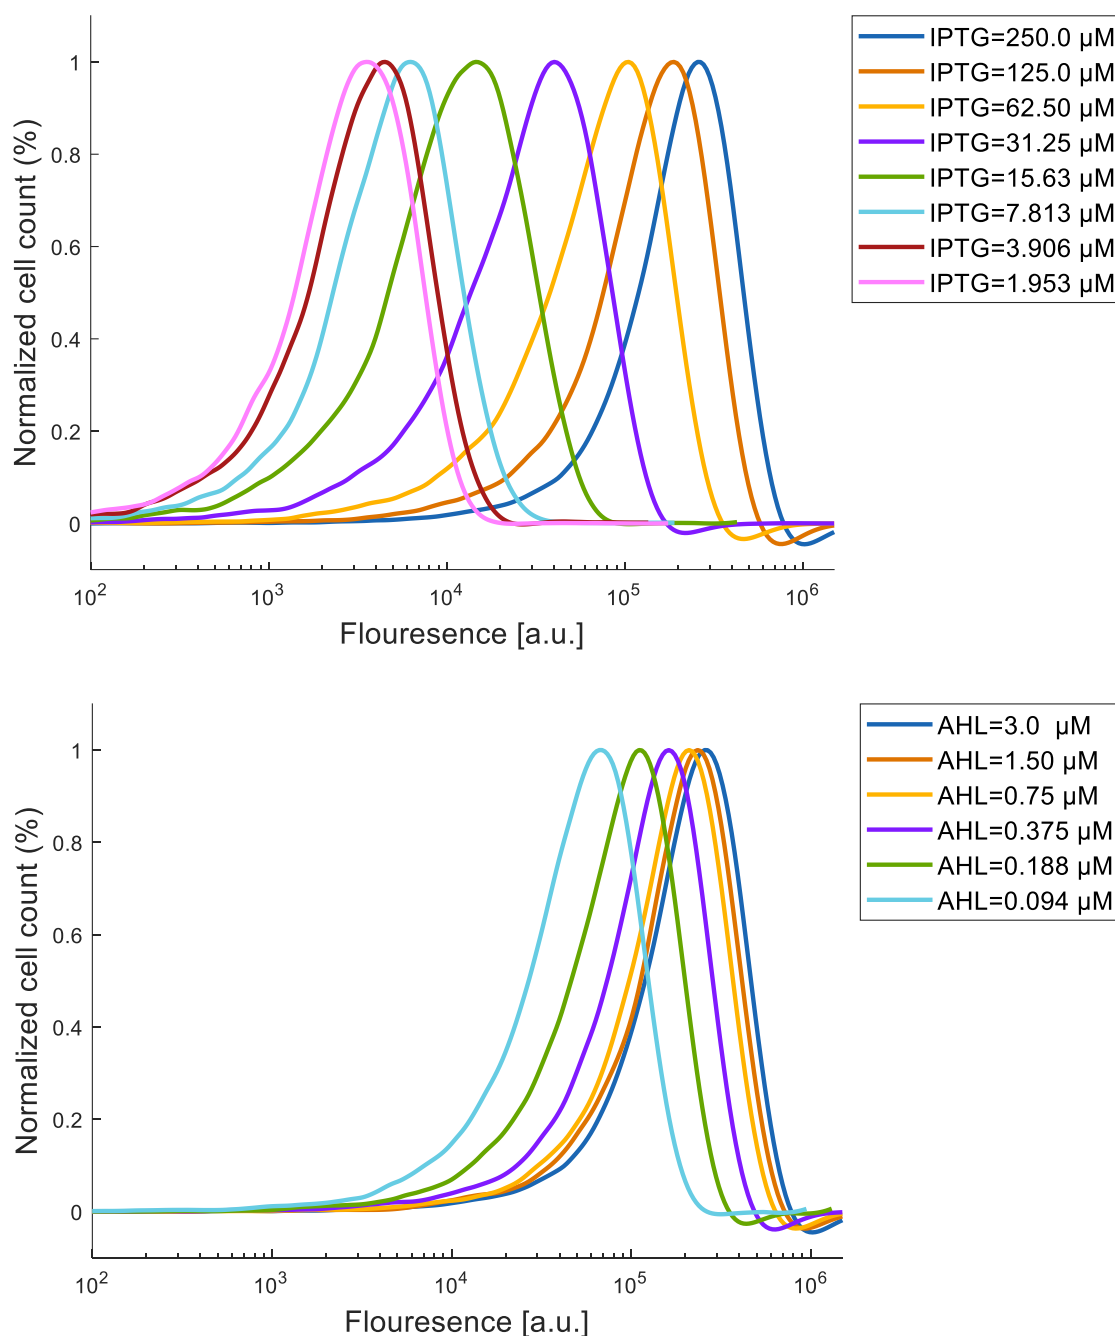 Normalized cell count (%)
1
0.8
0.6
0.4
0.2
0
10² 10³ 10⁴ 10⁵ 10⁶
Flouresence [a.u.]
IPTG=250.0 μM
IPTG=125.0 μM
IPTG=62.50 μM
IPTG=31.25 μM
IPTG=15.63 μM
IPTG=7.813 μM
IPTG=3.906 μM
IPTG=1.953 μM
Normalized cell count (%)
1
0.8
0.6
0.4
0.2
0
10² 10³ 10⁴ 10⁵ 10⁶
Flouresence [a.u.]
AHL=3.0 μM
AHL=1.50 μM
AHL=0.75 μM
AHL=0.375 μM
AHL=0.188 μM
AHL=0.094 μM